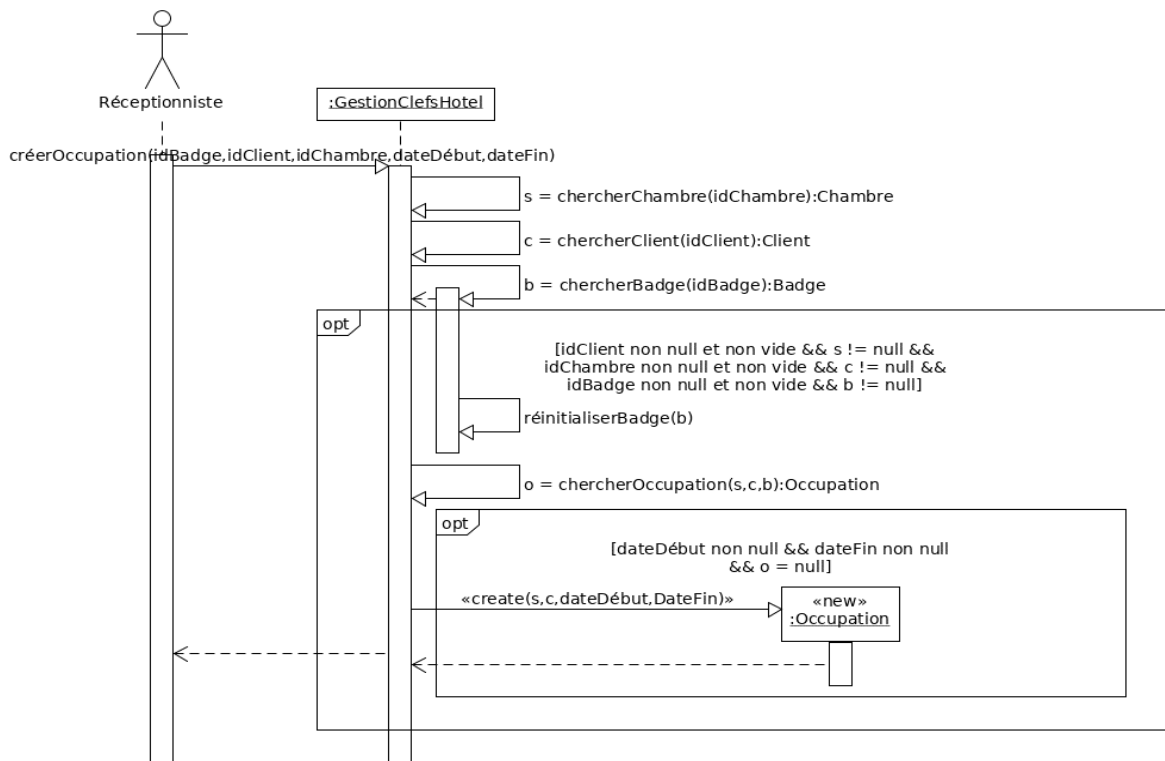 Réceptionniste
:GestionClefsHotel
créerOccupation(idBadge,idClient,idChambre,dateDébut,dateFin)
s = chercherChambre(idChambre):Chambre
c = chercherClient(idClient):Client
b = chercherBadge(idBadge):Badge
opt
[idClient non null et non vide && s != null &&
idChambre non null et non vide && c != null &&
idBadge non null et non vide && b != null]
réinitialiserBadge(b)
o = chercherOccupation(s,c,b):Occupation
opt
[dateDébut non null && dateFin non null
&& o = null]
«create(s,c,dateDébut,DateFin)»
«new»
:Occupation